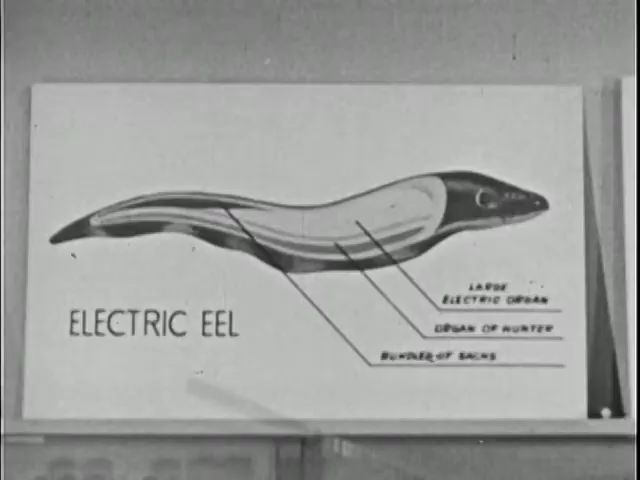 LARGE
ELECTRIC ORGAN
ELECTRIC EEL
ORGAN OF HUNTER
BUNDLES OF SACHS